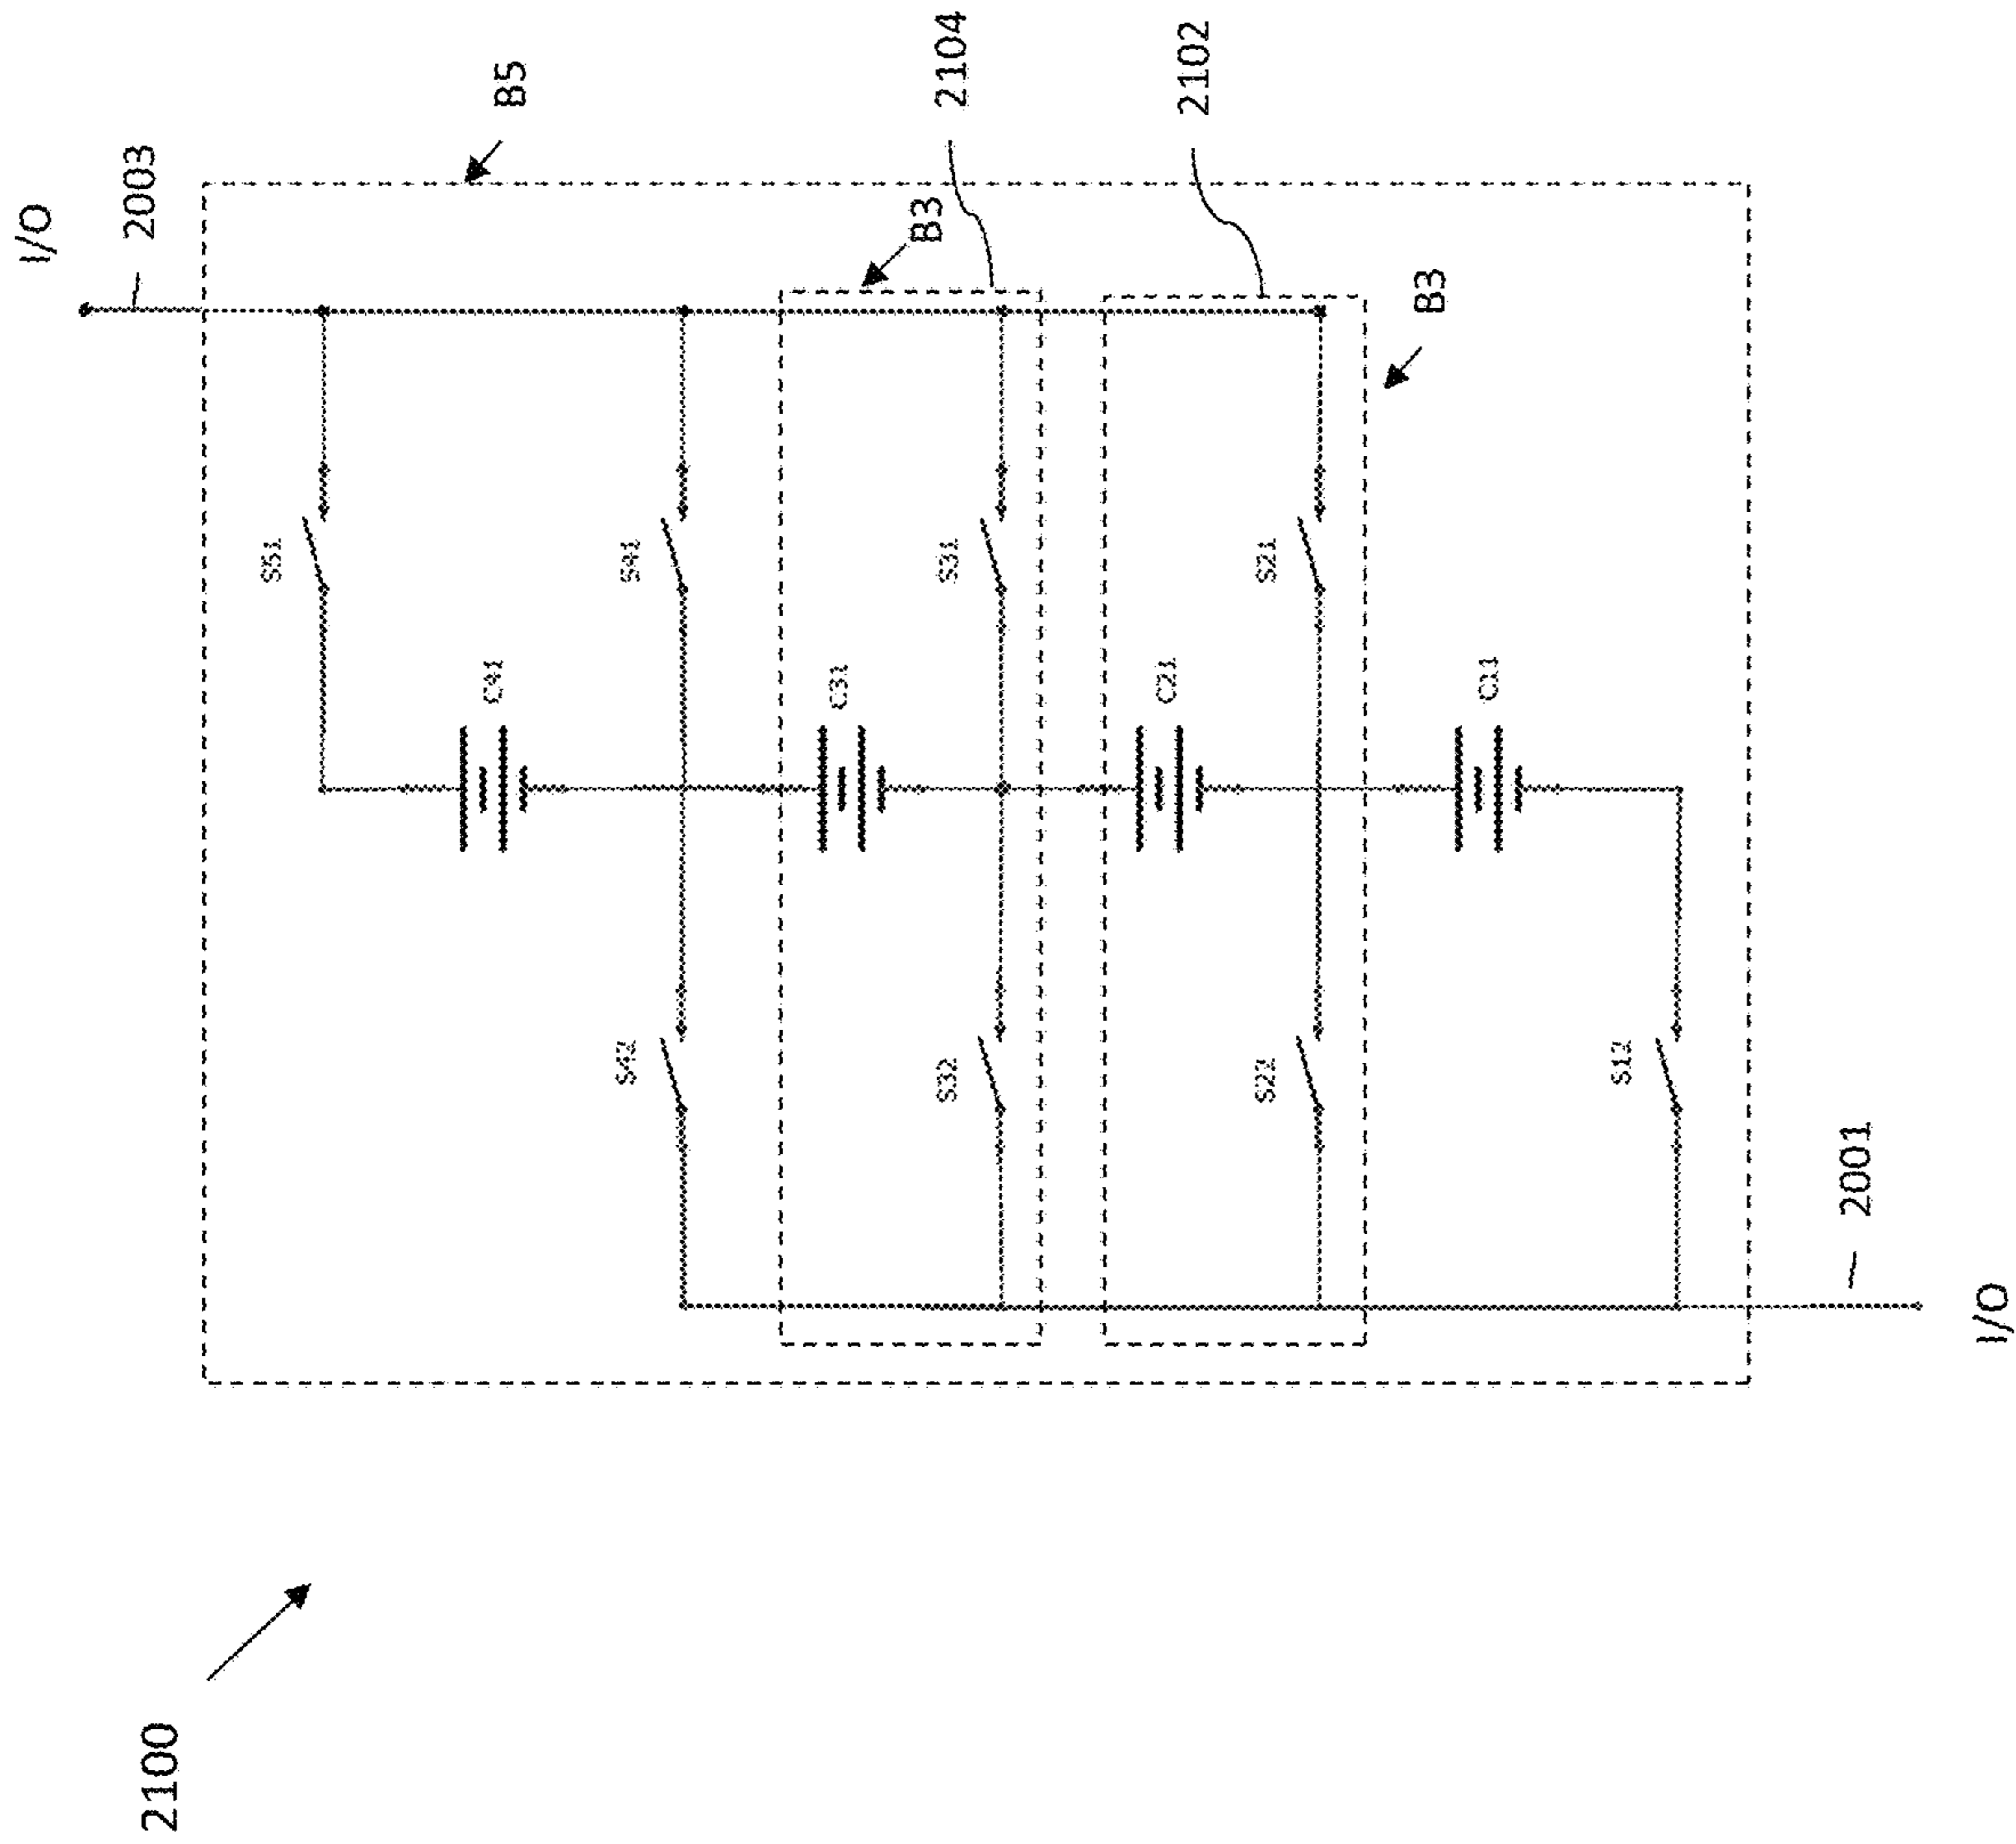 I/O
2003
B5
2104
2102
B3
B3
S51
S41
S31
S21
C41
C31
C21
C11
S42
S32
S22
S12
2001
I/O
2100